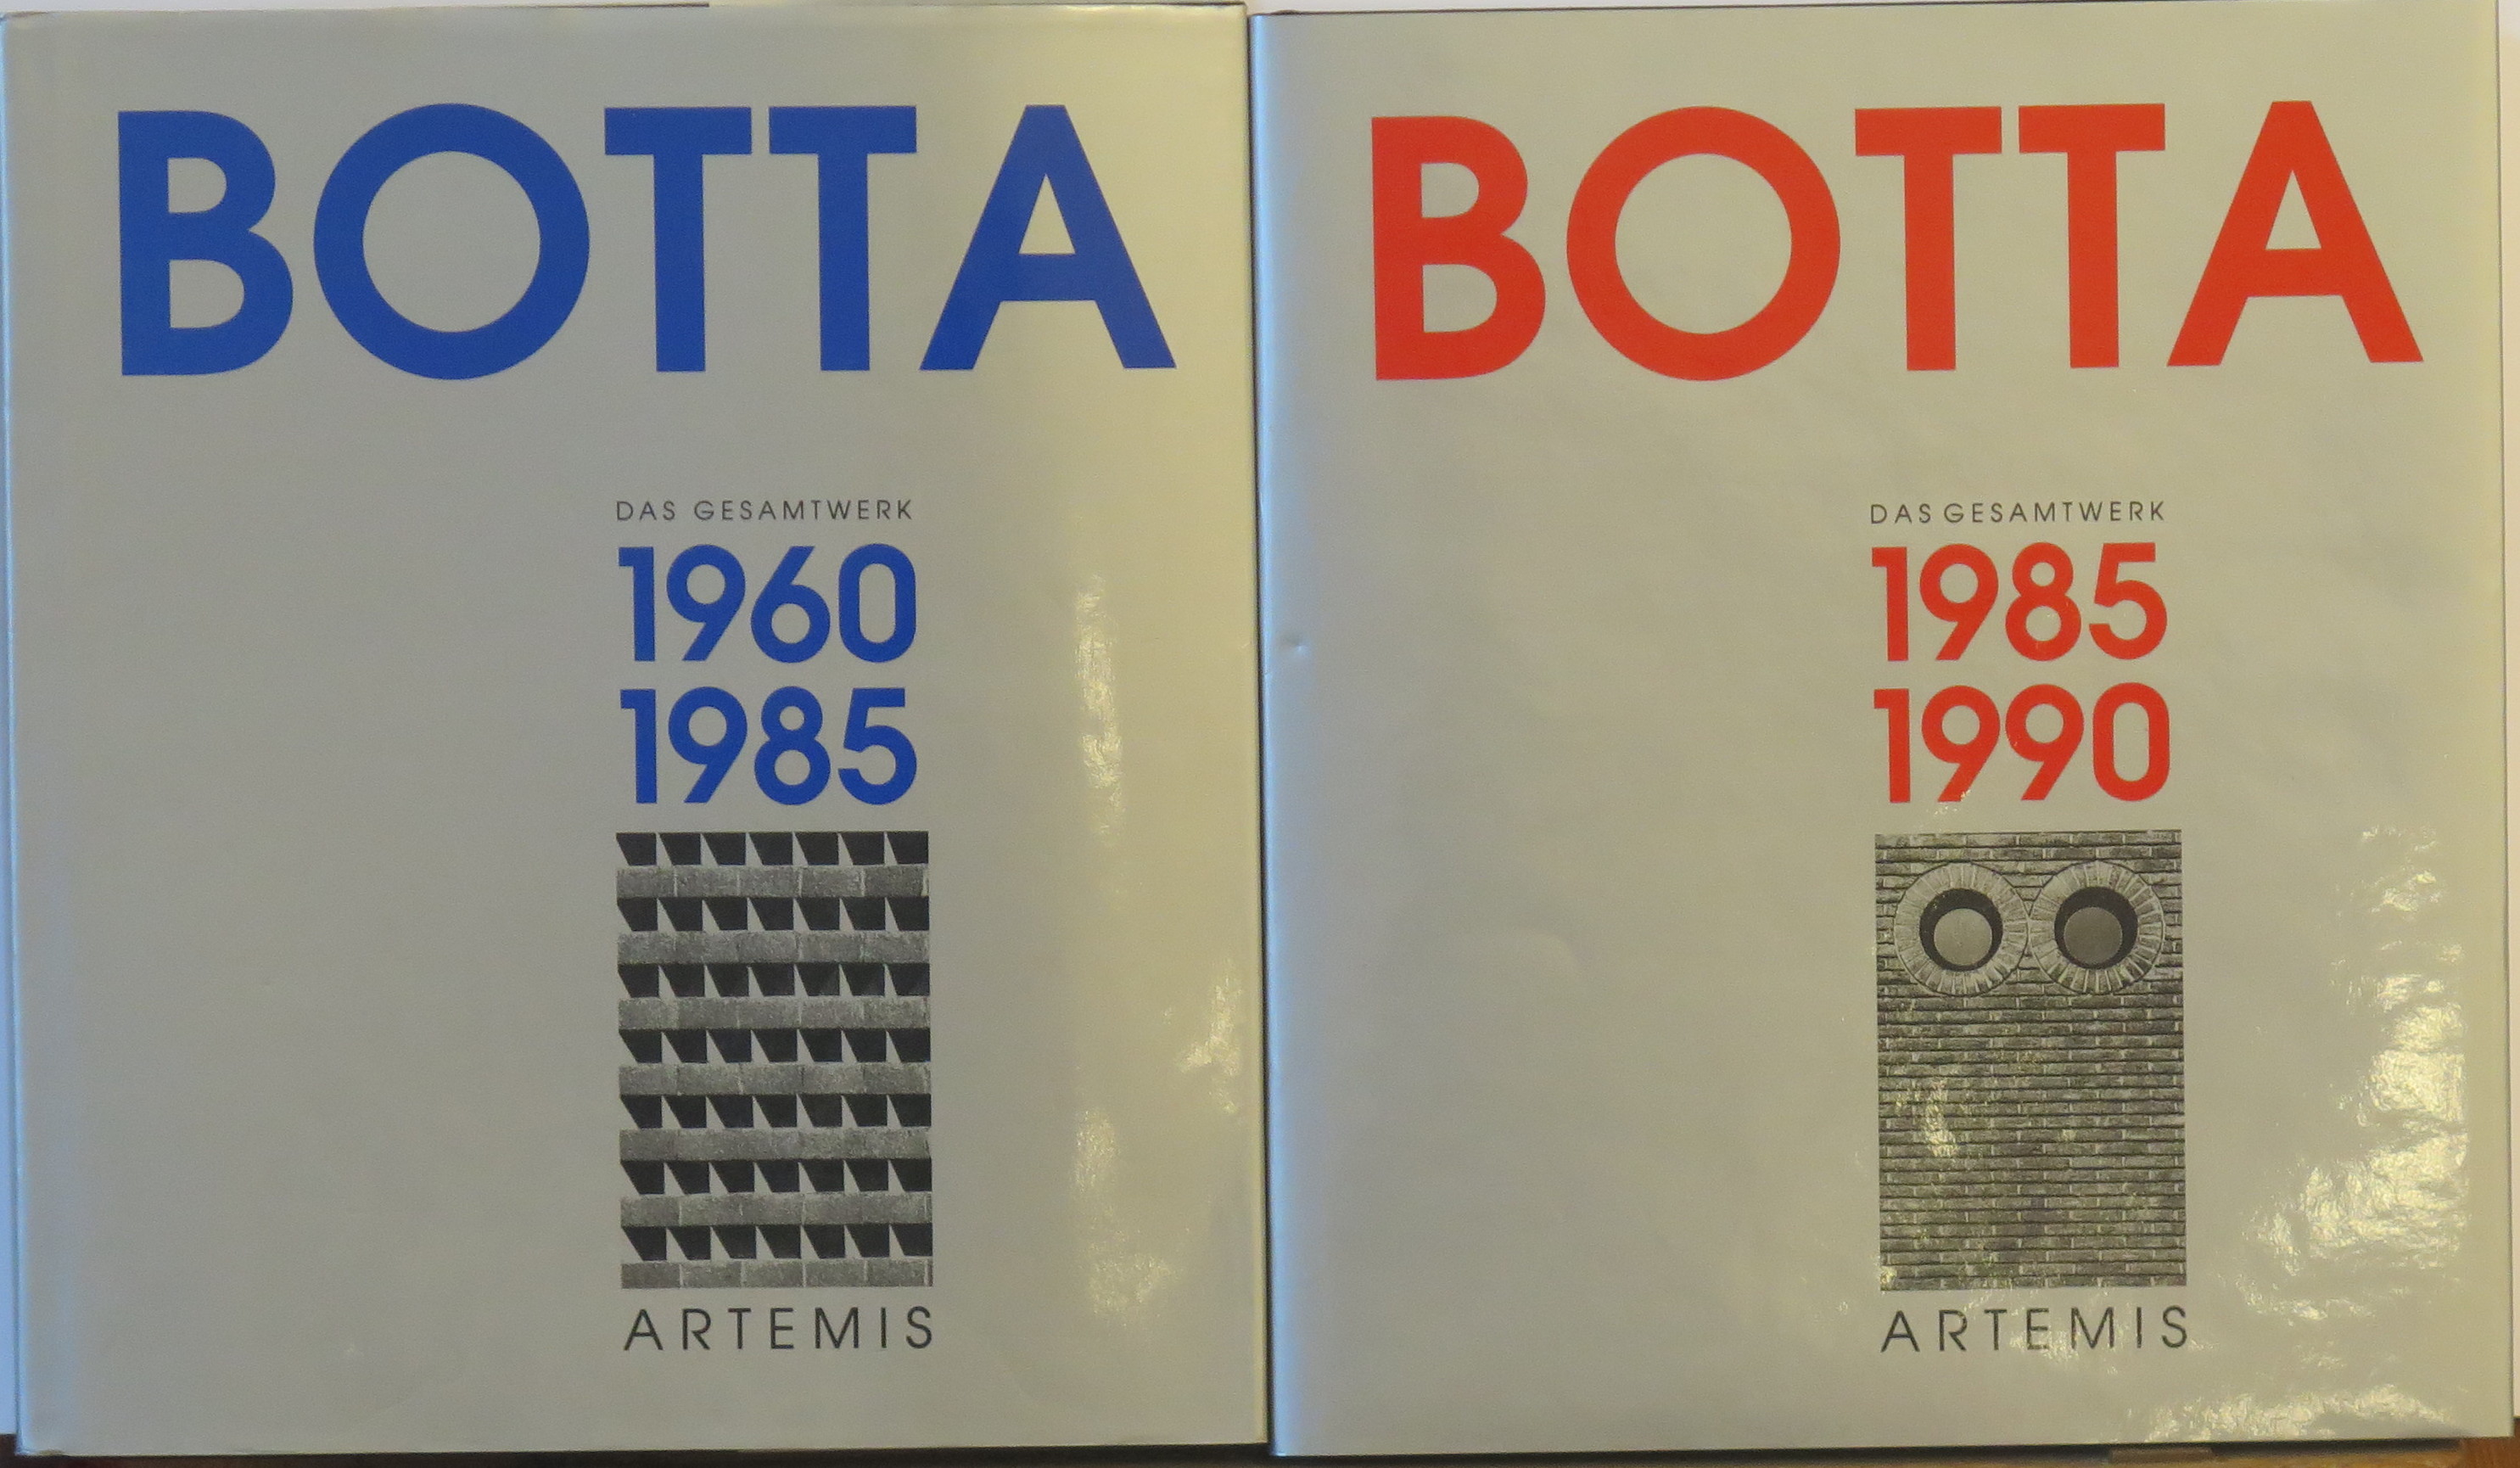 BOTTA
DAS GESAMTWERK
1960
1985
ARTEMIS
BOTTA
DAS GESAMTWERK
1985
1990
ARTEMIS